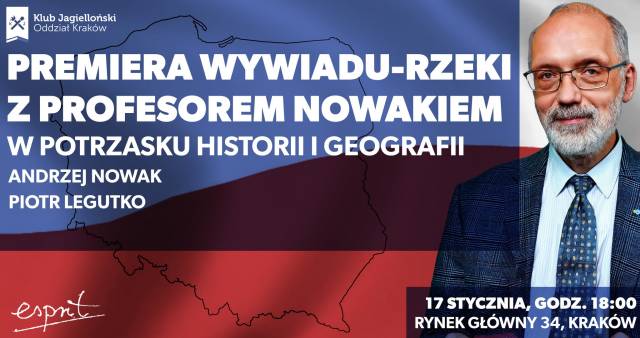 Klub Jagielloński
Oddział Kraków
PREMIERA WYWIADU-RZEKI
Z PROFESOREM NOWAKIEM
W POTRZASKU HISTORII I GEOGRAFII
ANDRZEJ NOWAK
PIOTR LEGUTKO
esprit
17 STYCZNIA, GODZ. 18:00
RYNEK GŁÓWNY 34, KRAKÓW